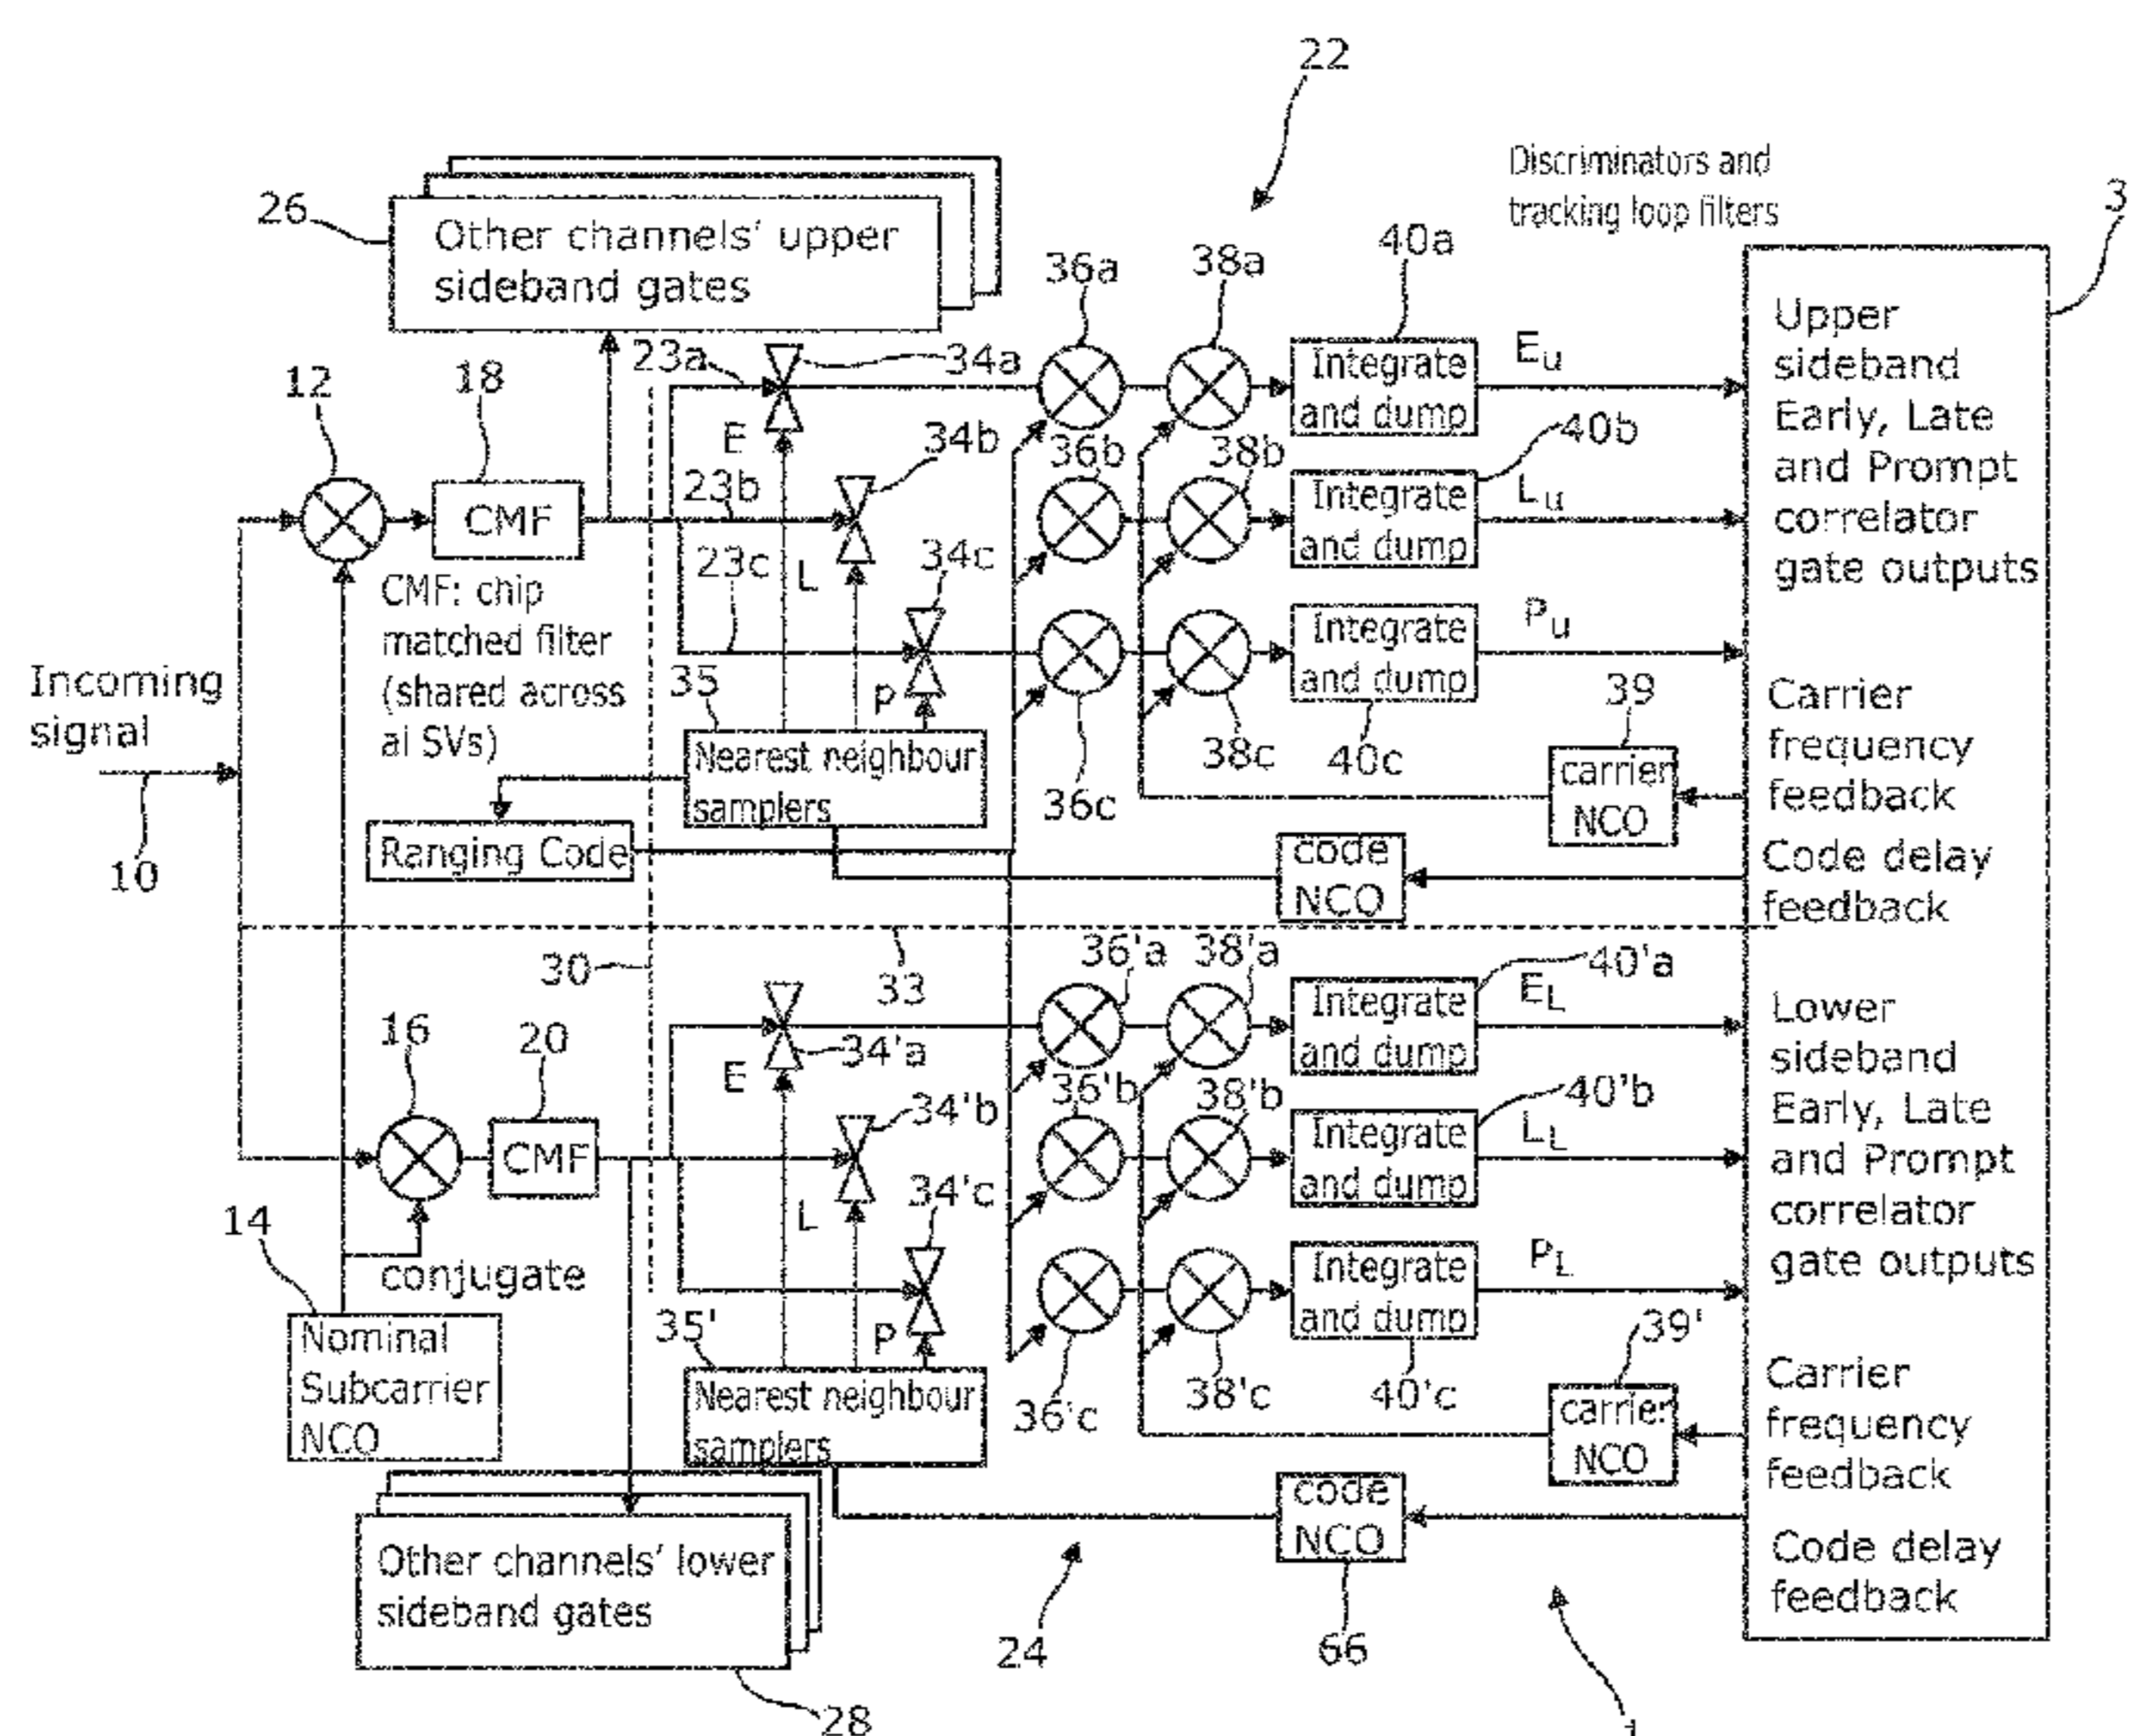 22
Discriminators and
tracking loop filters
3
26
Other channels' upper
sideband gates
36a
38a
40a
Upper
sideband
Early, Late
and Prompt
correlator
gate outputs
12
18
23a
34a
E
Integrate
and dump
Eu
34b
36b
38b
40b
CMF
23b
Integrate
and dump
Lu
CMF: chip
matched filter
(shared across
al SVs)
23c
L
34c
Integrate
and dump
Pu
Incoming
signal
10
35
P
Nearest neighbour
samplers
36c
38c
40c
39
carrier
NCO
Carrier
frequency
feedback
Ranging Code
code
NCO
Code delay
feedback
30
33
36'a
38'a
40'a
16
20
34'a
E
Integrate
and dump
EL
Lower
sideband
Early, Late
and Prompt
correlator
gate outputs
CMF
34'b
36'b
38'b
40'b
L
Integrate
and dump
LL
14
conjugate
34'c
Integrate
and dump
PL
Nominal
Subcarrier
NCO
35'
P
Nearest neighbour
samplers
36'c
38'c
40'c
39'
carrier
NCO
Carrier
frequency
feedback
code
NCO
Code delay
feedback
Other channels' lower
sideband gates
24
66
28
1